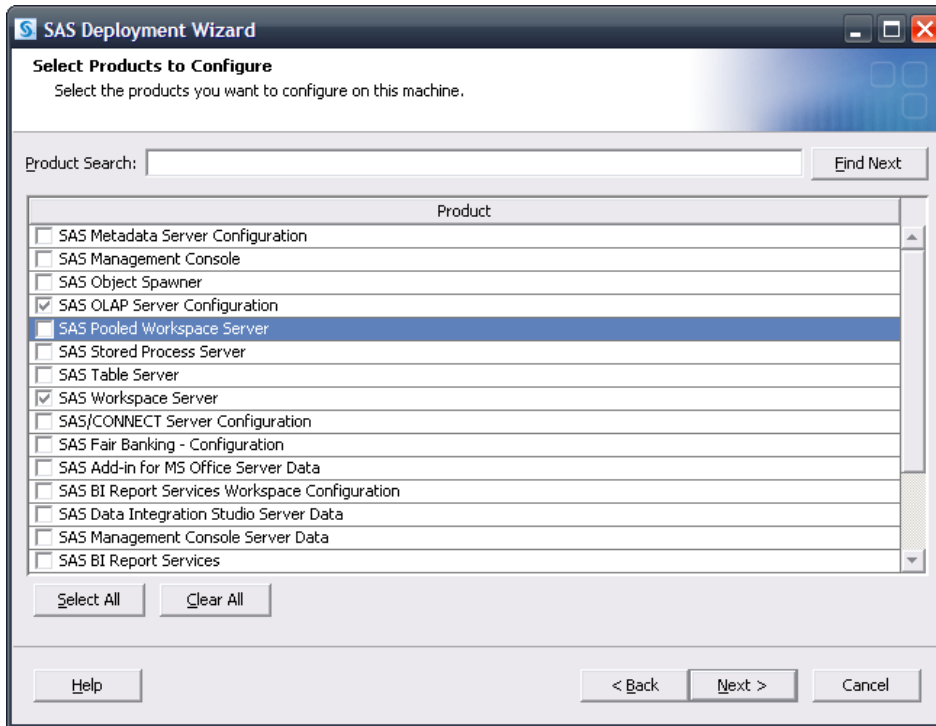 SAS Deployment Wizard
Select Products to Configure
Select the products you want to configure on this machine.
Product Search:
Find Next
Product
SAS Metadata Server Configuration
SAS Management Console
SAS Object Spawner
SAS OLAP Server Configuration
SAS Pooled Workspace Server
SAS Stored Process Server
SAS Table Server
SAS Workspace Server
SAS/CONNECT Server Configuration
SAS Fair Banking - Configuration
SAS Add-in for MS Office Server Data
SAS BI Report Services Workspace Configuration
SAS Data Integration Studio Server Data
SAS Management Console Server Data
SAS BI Report Services
Select All Clear All
Help < Back Next > Cancel